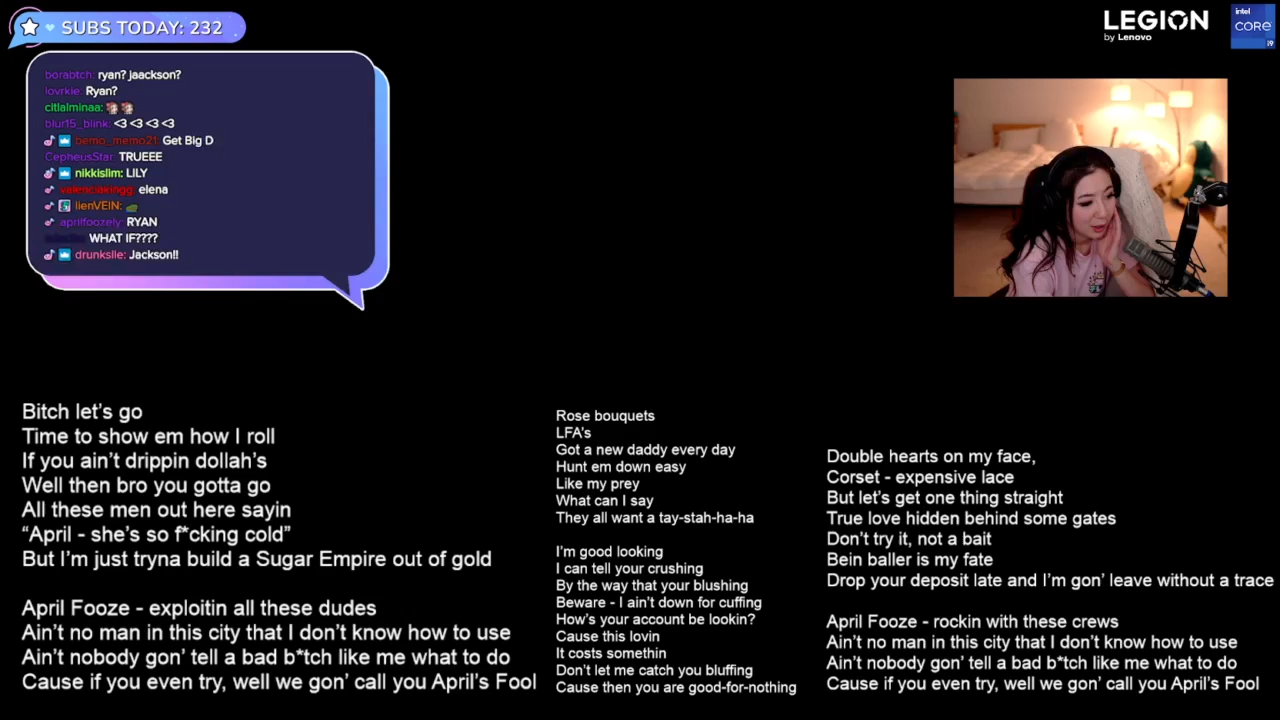 SUBS TODAY: 232
LEGION
by Lenovo
intel
CORE
i9
borabtch: ryan? jaackson?
lovrkie: Ryan?
citlalminaa:
blur15_blink: <3 <3 <3 <3
bemo_memo21: Get Big D
CepheusStar: TRUEEE
nikkislim: LILY
valenciakingg: elena
lienVEIN:
aprilfoozely: RYAN
WHAT IF????
drunkslie: Jackson!!
Bitch let's go
Time to show em how I roll
If you ain't drippin dollah's
Well then bro you gotta go
All these men out here sayin
“April - she's so f*cking cold”
But I'm just tryna build a Sugar Empire out of gold
April Fooze - exploitin all these dudes
Ain't no man in this city that I don't know how to use
Ain't nobody gon' tell a bad b*tch like me what to do
Cause if you even try, well we gon' call you April's Fool
Rose bouquets
LFA's
Got a new daddy every day
Hunt em down easy
Like my prey
What can I say
They all want a tay-stah-ha-ha
I'm good looking
I can tell your crushing
By the way that your blushing
Beware - I ain't down for cuffing
How's your account be lookin?
Cause this lovin
It costs somethin
Don't let me catch you bluffing
Cause then you are good-for-nothing
Double hearts on my face,
Corset - expensive lace
But let's get one thing straight
True love hidden behind some gates
Don't try it, not a bait
Bein baller is my fate
Drop your deposit late and I'm gon' leave without a trace
April Fooze - rockin with these crews
Ain't no man in this city that I don't know how to use
Ain't nobody gon' tell a bad b*tch like me what to do
Cause if you even try, well we gon' call you April's Fool